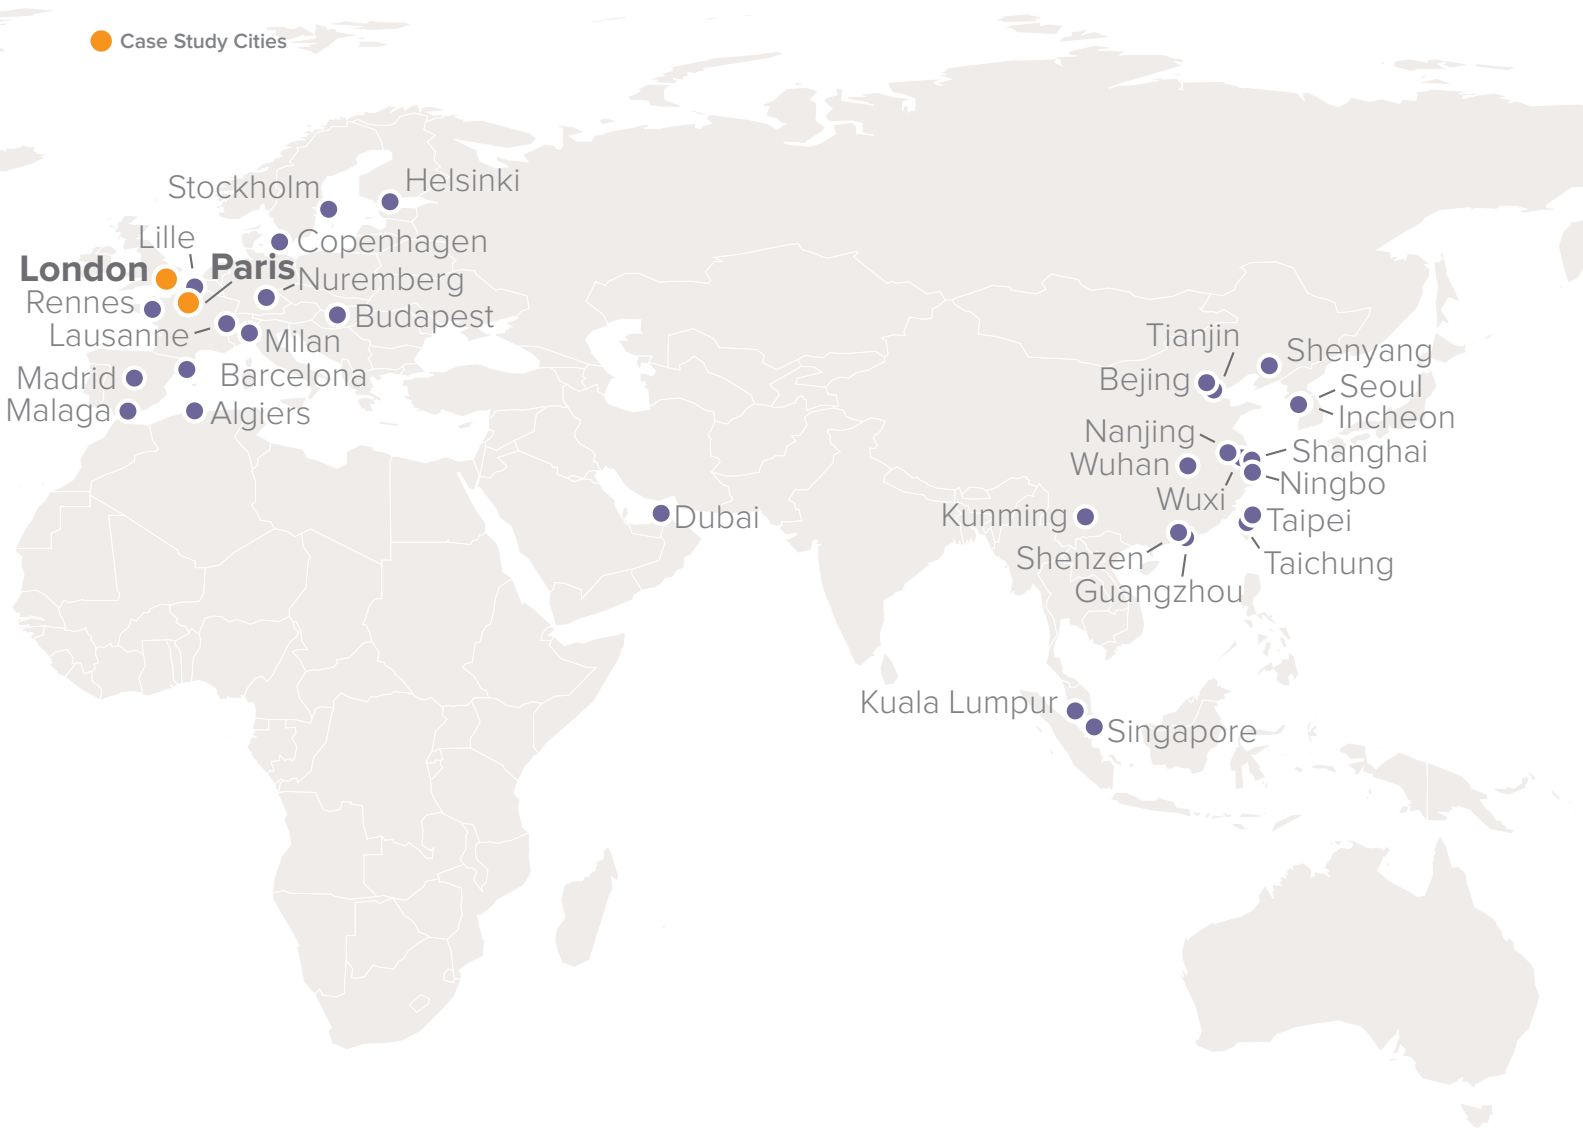 Case Study Cities
Stockholm
Helsinki
Lille
Copenhagen
London
Paris
Nuremberg
Rennes
Budapest
Lausanne
Milan
Madrid
Barcelona
Malaga
Algiers
Dubai
Tianjin
Shenyang
Bejing
Seoul
Incheon
Nanjing
Shanghai
Wuhan
Ningbo
Wuxi
Kunming
Taipei
Shenzen
Taichung
Guangzhou
Kuala Lumpur
Singapore